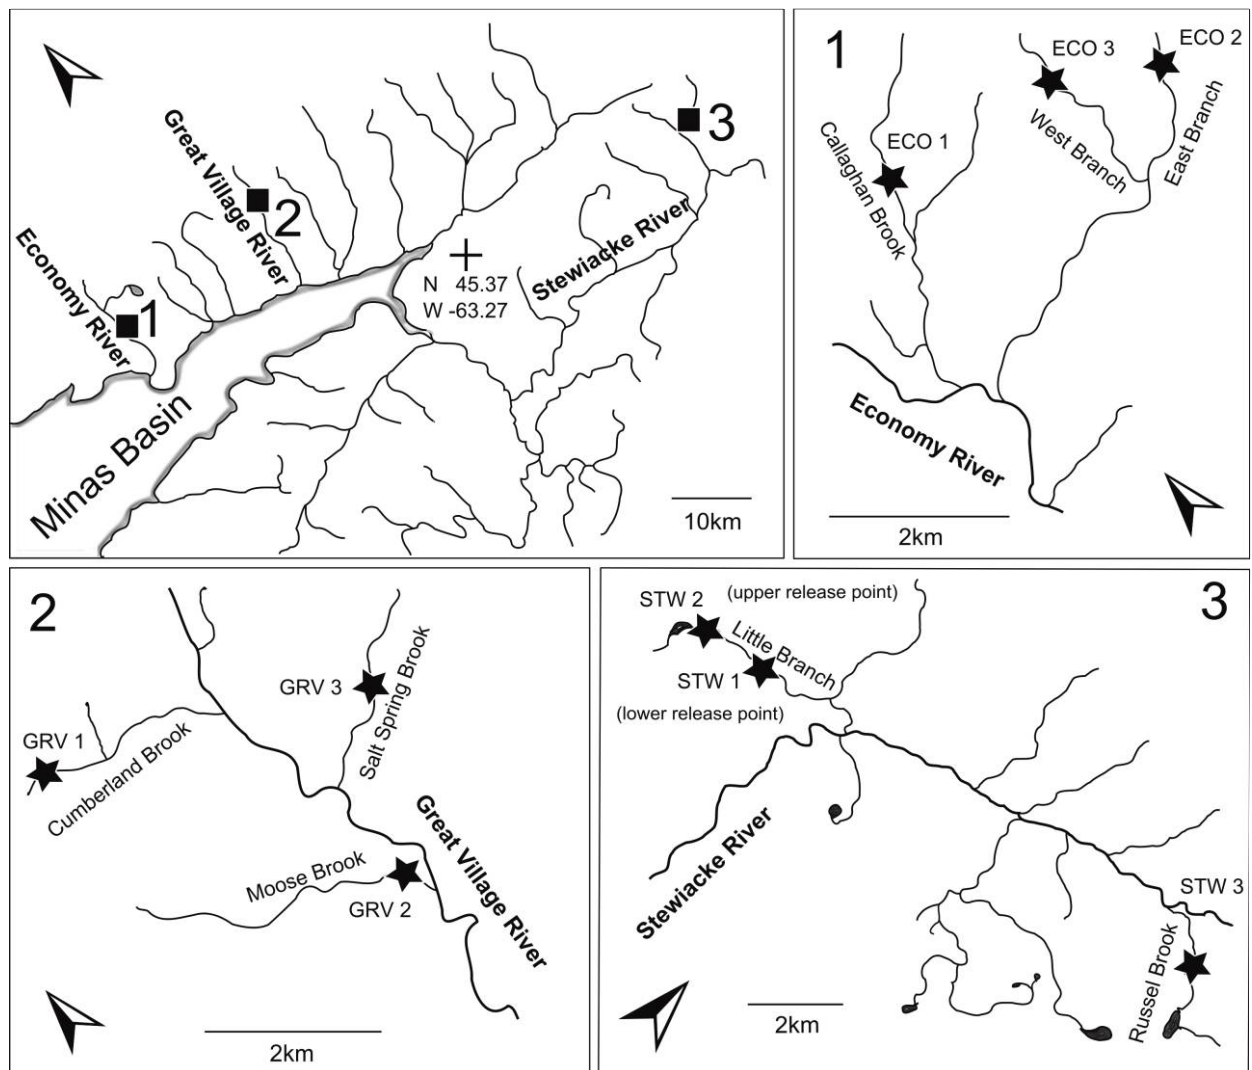 Great Village River
3
2
Economy River
1
Stewiacke River
N 45.37
W -63.27
Minas Basin
10km
1
ECO 3
ECO 2
ECO 1
Callaghan Brook
West Branch
East Branch
Economy River
2km
2
GRV 3
Salt Spring Brook
GRV 1
Cumberland Brook
Great Village River
Moose Brook
GRV 2
2km
3
STW 2
(upper release point)
Little Branch
STW 1
(lower release point)
Stewiacke River
STW 3
Russel Brook
2km